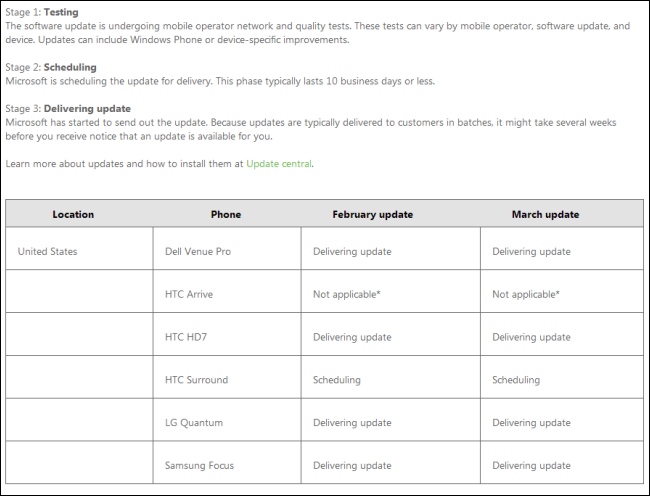 Stage 1: Testing
The software update is undergoing mobile operator network and quality tests. These tests can vary by mobile operator, software update, and
device. Updates can include Windows Phone or device-specific improvements.
Stage 2: Scheduling
Microsoft is scheduling the update for delivery. This phase typically lasts 10 business days or less.
Stage 3: Delivering update
Microsoft has started to send out the update. Because updates are typically delivered to customers in batches, it might take several weeks
before you receive notice that an update is available for you.
Learn more about updates and how to install them at Update central.
Location Phone February update March update
United States Dell Venue Pro Delivering update Delivering update
HTC Arrive Not applicable* Not applicable*
HTC HD7 Delivering update Delivering update
HTC Surround Scheduling Scheduling
LG Quantum Delivering update Delivering update
Samsung Focus Delivering update Delivering update